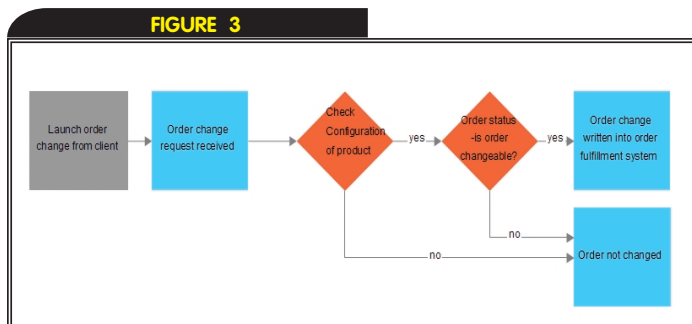 FIGURE 3
Launch order
change from client
Order change
request received
Check
Configuration
of product
yes
Order status
-is order
changeable?
yes
Order change
written into order
fulfillment system
no
no
Order not changed